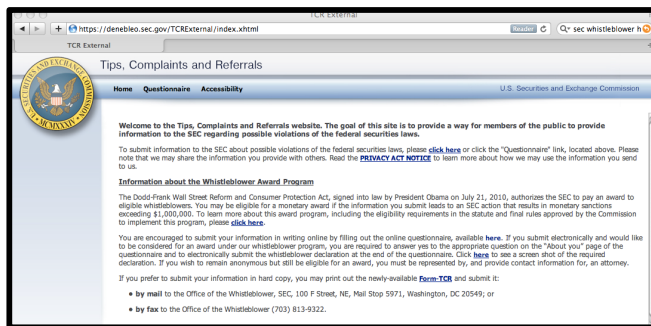 TCR External
https://denebleo.sec.gov/TCRExternal/index.xhtml
Reader
sec whistleblower h
TCR External
Tips, Complaints and Referrals
Home Questionnaire Accessibility
U.S. Securities and Exchange Commission
Welcome to the Tips, Complaints and Referrals website. The goal of this site is to provide a way for members of the public to provide
information to the SEC regarding possible violations of the federal securities laws.
To submit information to the SEC about possible violations of the federal securities laws, please click here or click the "Questionnaire" link, located above. Please
note that we may share the information you provide with others. Read the PRIVACY ACT NOTICE to learn more about how we may use the information you send
to us.
Information about the Whistleblower Award Program
The Dodd-Frank Wall Street Reform and Consumer Protection Act, signed into law by President Obama on July 21, 2010, authorizes the SEC to pay an award to
eligible whistleblowers. You may be eligible for a monetary award if the information you submit leads to an SEC action that results in monetary sanctions
exceeding $1,000,000. To learn more about this award program, including the eligibility requirements in the statute and final rules approved by the Commission
to implement this program, please click here.
You are encouraged to submit your information in writing online by filling out the online questionnaire, available here. If you submit electronically and would like
to be considered for an award under our whistleblower program, you are required to answer yes to the appropriate question on the "About you" page of the
questionnaire and to electronically submit the whistleblower declaration at the end of the questionnaire. Click here to see a screen shot of the required
declaration. If you wish to remain anonymous but still be eligible for an award, you must be represented by, and provide contact information for, an attorney.
If you prefer to submit your information in hard copy, you may print out the newly-available Form-TCR and submit it:
• by mail to the Office of the Whistleblower, SEC, 100 F Street, NE, Mail Stop 5971, Washington, DC 20549; or
• by fax to the Office of Whistleblower (703) 813-9322.
SECURITIES AND EXCHANGE COMMISSION
MCMXXXIV